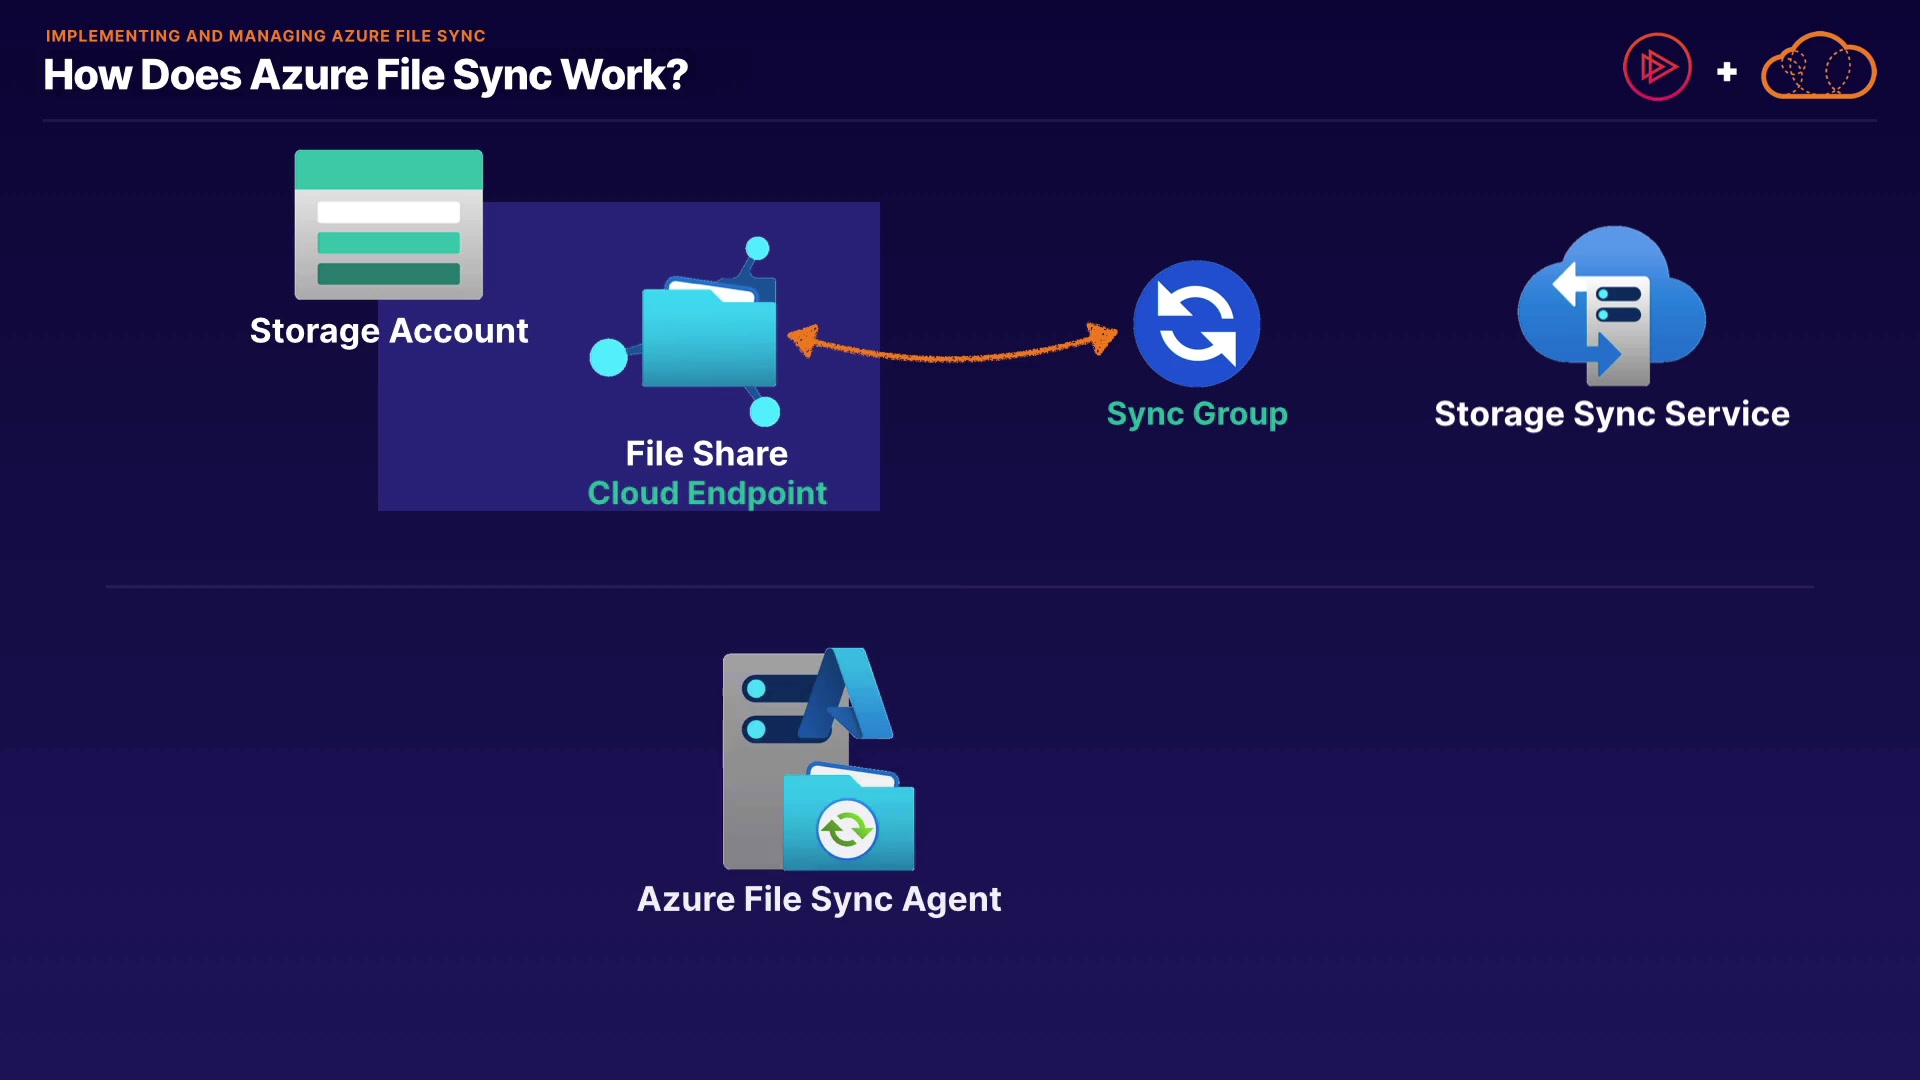 IMPLEMENTING AND MANAGING AZURE FILE SYNC
How Does Azure File Sync Work?
Storage Account
File Share
Cloud Endpoint
Sync Group
Storage Sync Service
Azure File Sync Agent